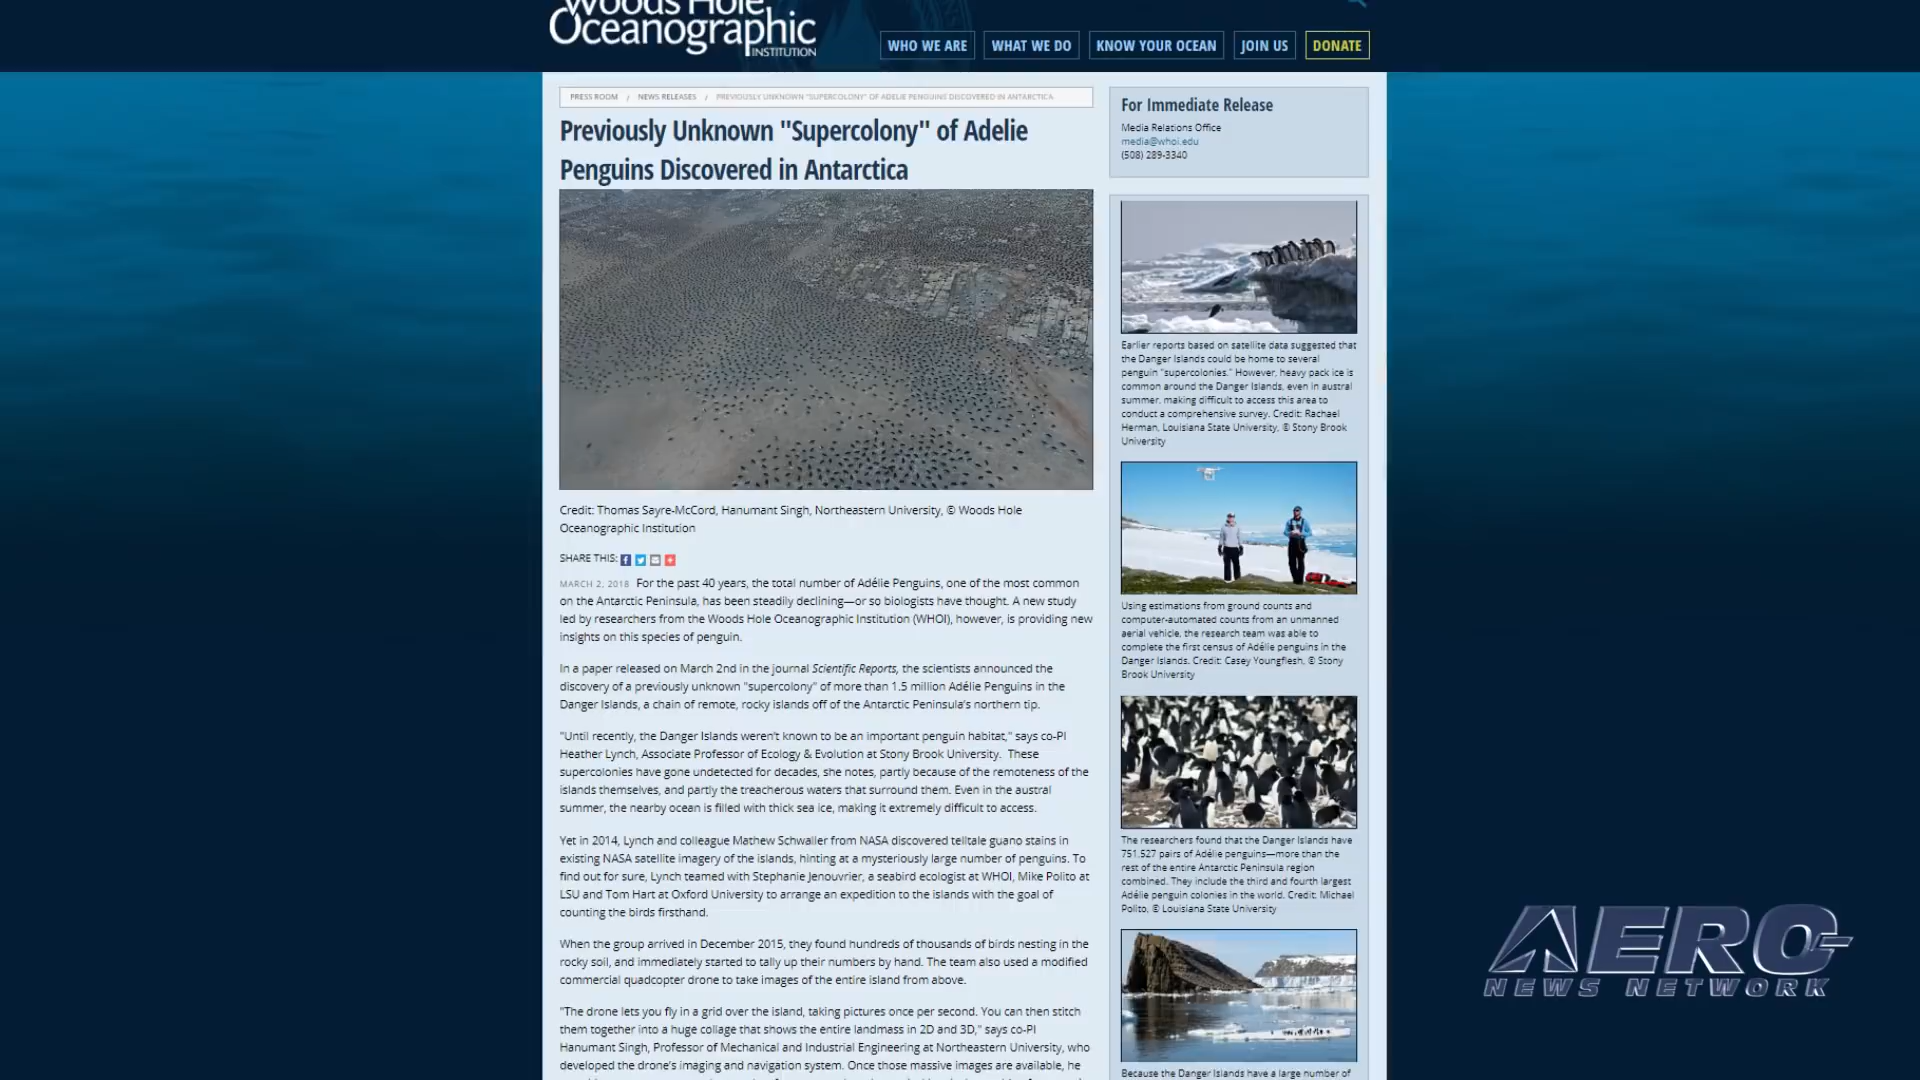 Woods Hole
Oceanographic
INSTITUTION
WHO WE ARE
WHAT WE DO
KNOW YOUR OCEAN
JOIN US
DONATE
PRESS ROOM / NEWS RELEASES / PREVIOUSLY UNKNOWN "SUPERCOLONY" OF ADELIE PENGUINS DISCOVERED IN ANTARCTICA
Previously Unknown "Supercolony" of Adelie
Penguins Discovered in Antarctica
Credit: Thomas Sayre-McCord, Hanumant Singh, Northeastern University, © Woods Hole
Oceanographic Institution
SHARE THIS:
MARCH 2, 2018 For the past 40 years, the total number of Adélie Penguins, one of the most common
on the Antarctic Peninsula, has been steadily declining—or so biologists have thought. A new study
led by researchers from the Woods Hole Oceanographic Institution (WHOI), however, is providing new
insights on this species of penguin.
In a paper released on March 2nd in the journal Scientific Reports, the scientists announced the
discovery of a previously unknown "supercolony" of more than 1.5 million Adélie Penguins in the
Danger Islands, a chain of remote, rocky islands off of the Antarctic Peninsula's northern tip.
"Until recently, the Danger Islands weren't known to be an important penguin habitat," says co-PI
Heather Lynch, Associate Professor of Ecology & Evolution at Stony Brook University. These
supercolonies have gone undetected for decades, she notes, partly because of the remoteness of the
islands themselves, and partly the treacherous waters that surround them. Even in the austral
summer, the nearby ocean is filled with thick sea ice, making it extremely difficult to access.
Yet in 2014, Lynch and colleague Mathew Schwaller from NASA discovered telltale guano stains in
existing NASA satellite imagery of the islands, hinting at a mysteriously large number of penguins. To
find out for sure, Lynch teamed with Stephanie Jenouvrier, a seabird ecologist at WHOI, Mike Polito at
LSU and Tom Hart at Oxford University to arrange an expedition to the islands with the goal of
counting the birds firsthand.
When the group arrived in December 2015, they found hundreds of thousands of birds nesting in the
rocky soil, and immediately started to tally up their numbers by hand. The team also used a modified
commercial quadcopter drone to take images of the entire island from above.
"The drone lets you fly in a grid over the island, taking pictures once per second. You can then stitch
them together into a huge collage that shows the entire landmass in 2D and 3D," says co-PI
Hanumant Singh, Professor of Mechanical and Industrial Engineering at Northeastern University, who
developed the drone's imaging and navigation system. Once those massive images are available, he
For Immediate Release
Media Relations Office
media@whoi.edu
(508) 289-3340
Earlier reports based on satellite data suggested that
the Danger Islands could be home to several
penguin "supercolonies." However, heavy pack ice is
common around the Danger Islands, even in austral
summer, making difficult to access this area to
conduct a comprehensive survey. Credit: Rachael
Herman, Louisiana State University, © Stony Brook
University
Using estimations from ground counts and
computer-automated counts from an unmanned
aerial vehicle, the research team was able to
complete the first census of Adélie penguins in the
Danger Islands. Credit: Casey Youngflesh, © Stony
Brook University
The researchers found that the Danger Islands have
751,527 pairs of Adélie penguins—more than the
rest of the entire Antarctic Peninsula region
combined. They include the third and fourth largest
Adélie penguin colonies in the world. Credit: Michael
Polito, © Louisiana State University
Because the Danger Islands have a large number of
AERO
NEWS NETWORK